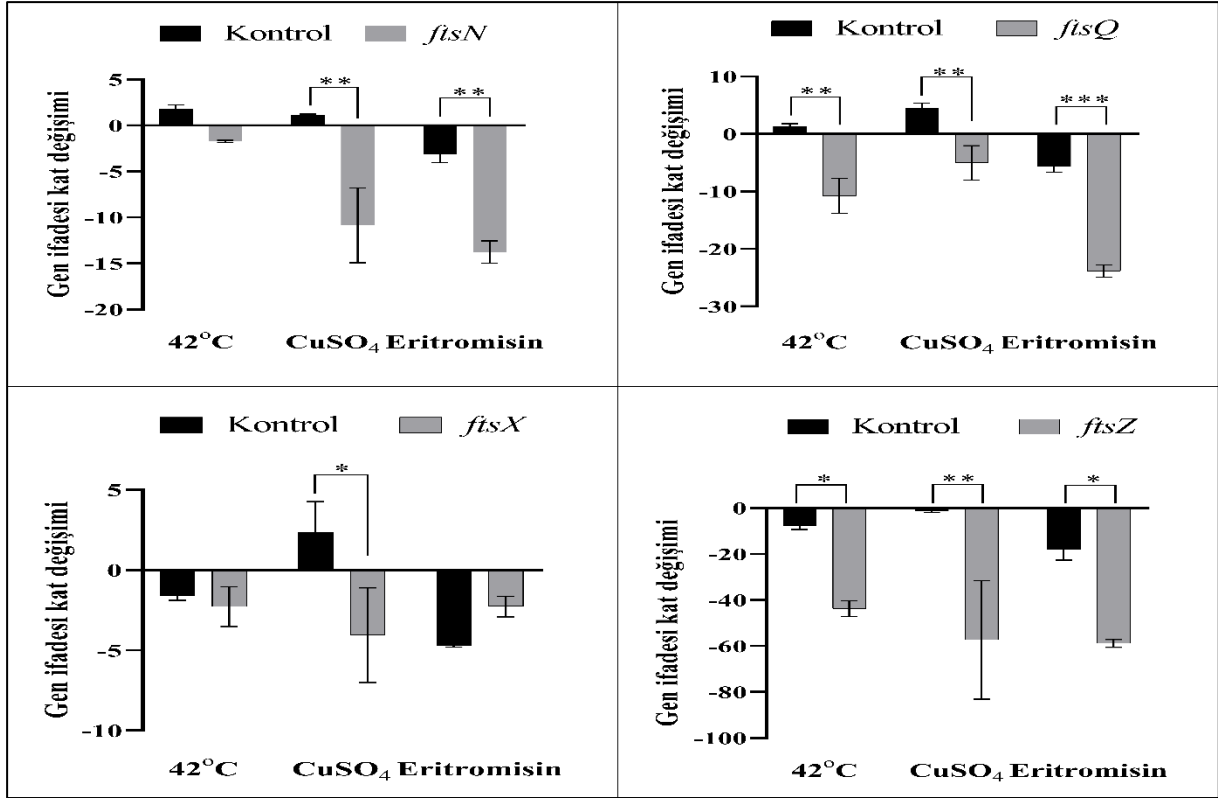 Kontrol ftsN
Gen ifadesi kat değişimi
5
0
-5
-10
-15
-20
** **
42°C CuSO₄ Eritromisin
Kontrol ftsQ
Gen ifadesi kat değişimi
10
0
-10
-20
-30
** ** ***
42°C CuSO₄ Eritromisin
Kontrol ftsX
Gen ifadesi kat değişimi
5
0
-5
-10
*
42°C CuSO₄ Eritromisin
Kontrol ftsZ
Gen ifadesi kat değişimi
0
-20
-40
-60
-80
-100
* ** *
42°C CuSO₄ Eritromisin